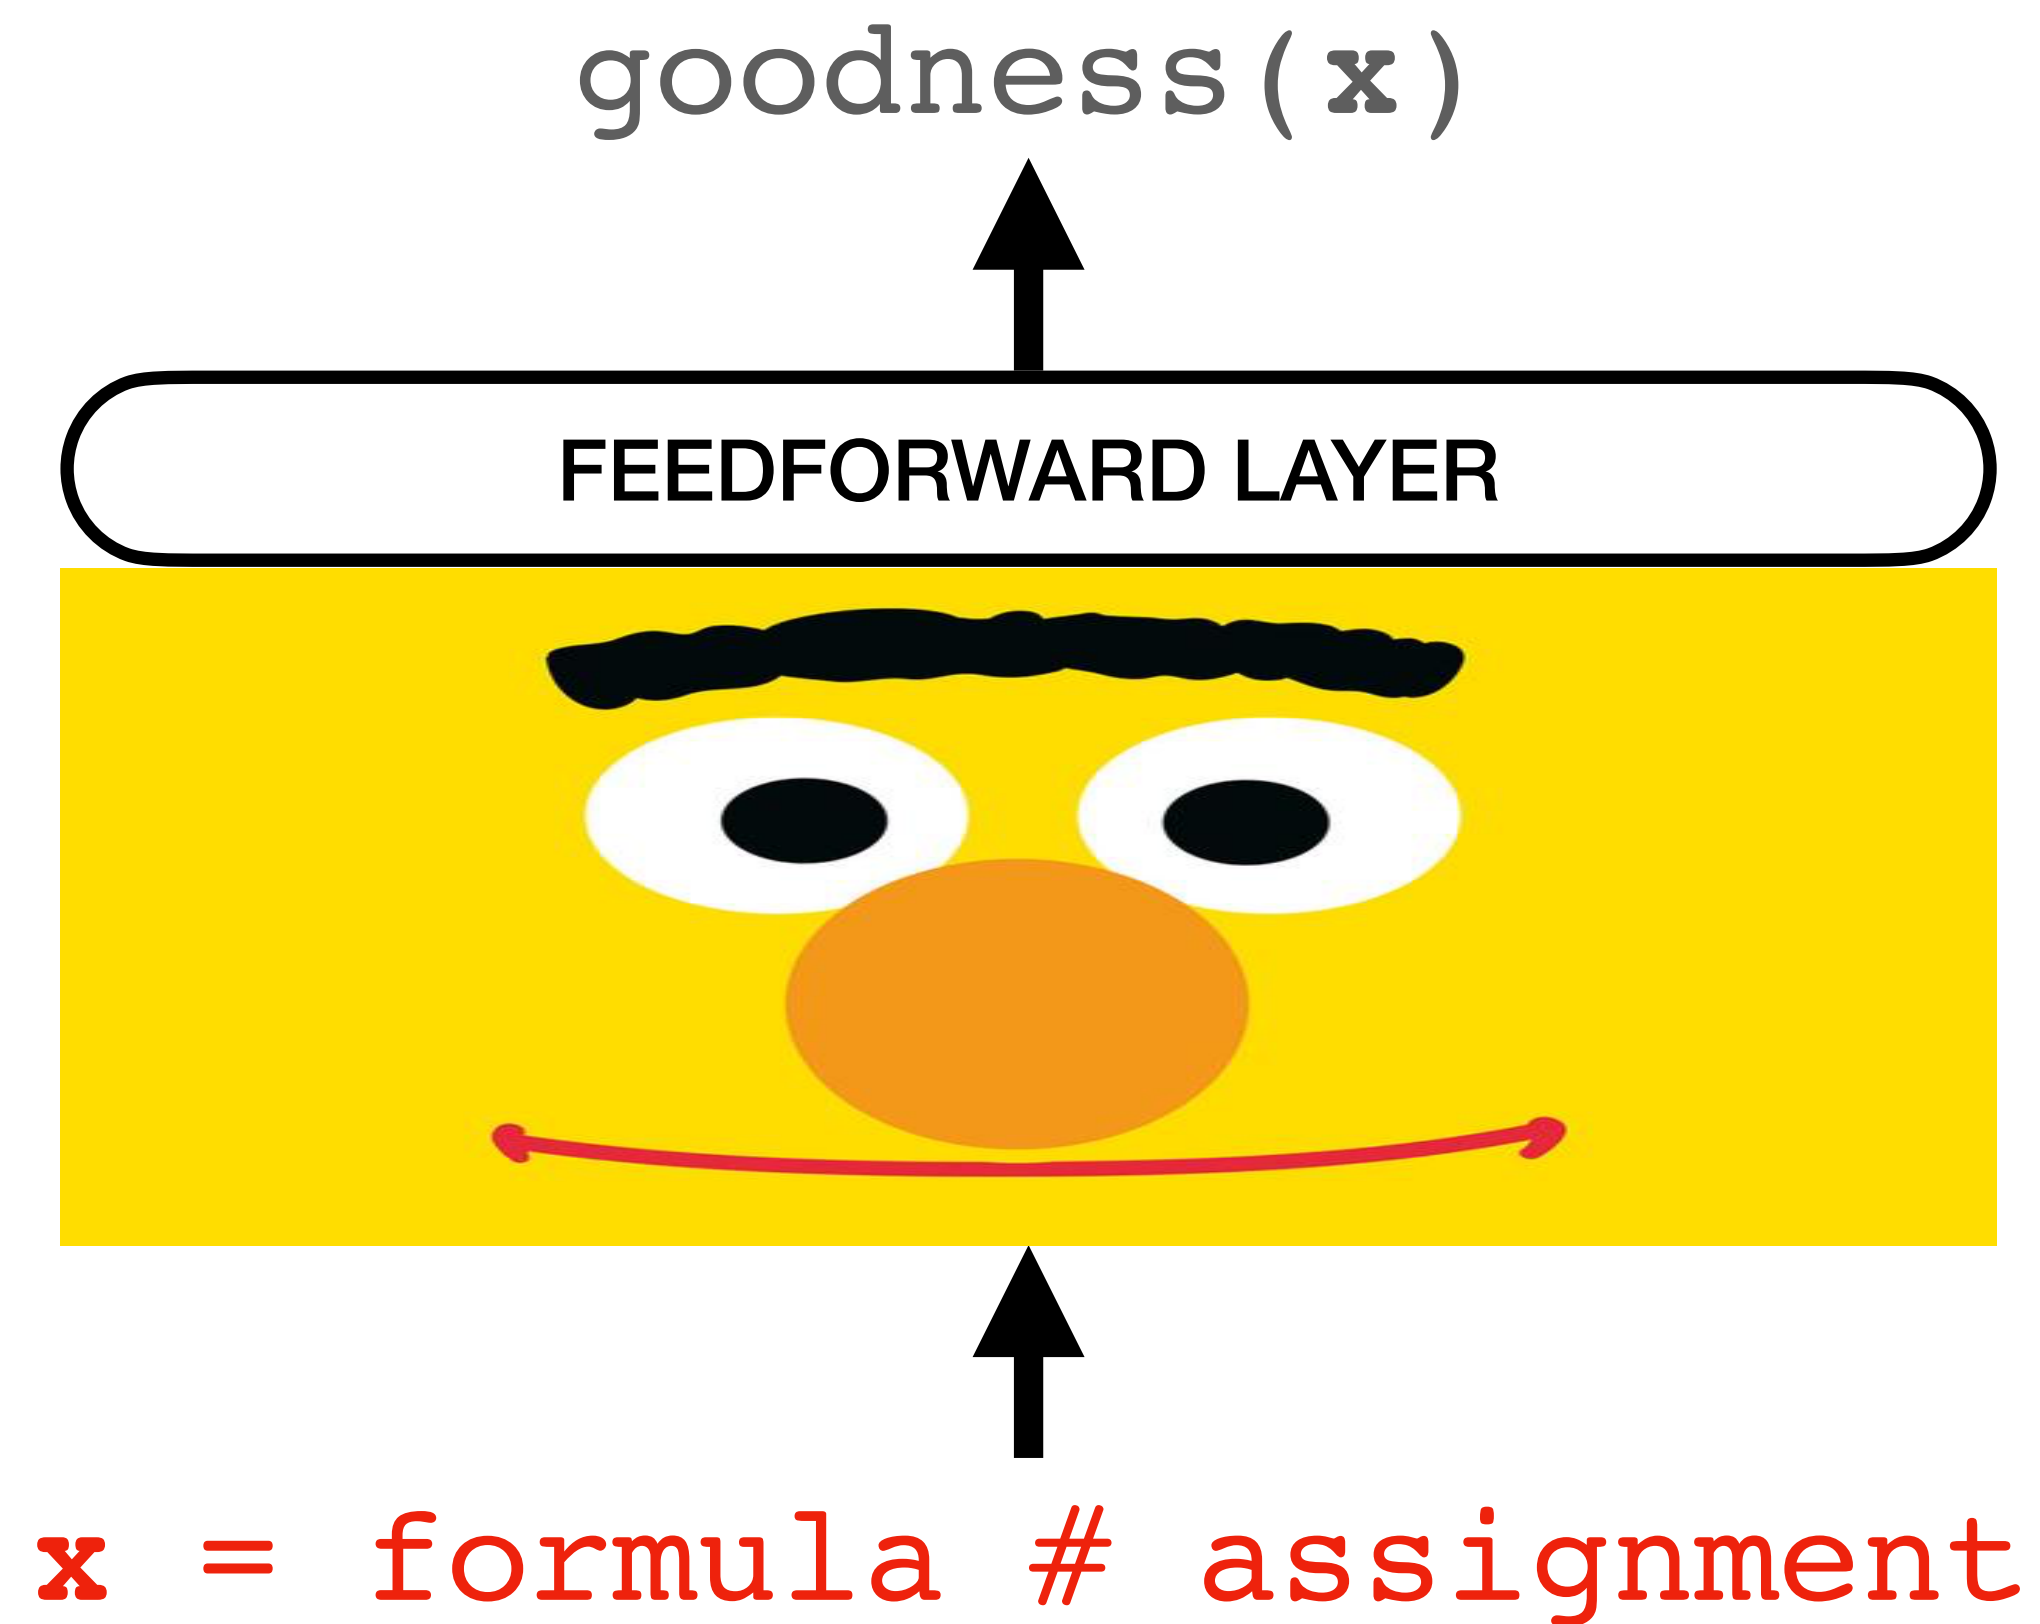 goodness(x)
FEEDFORWARD LAYER
x = formula # assignment